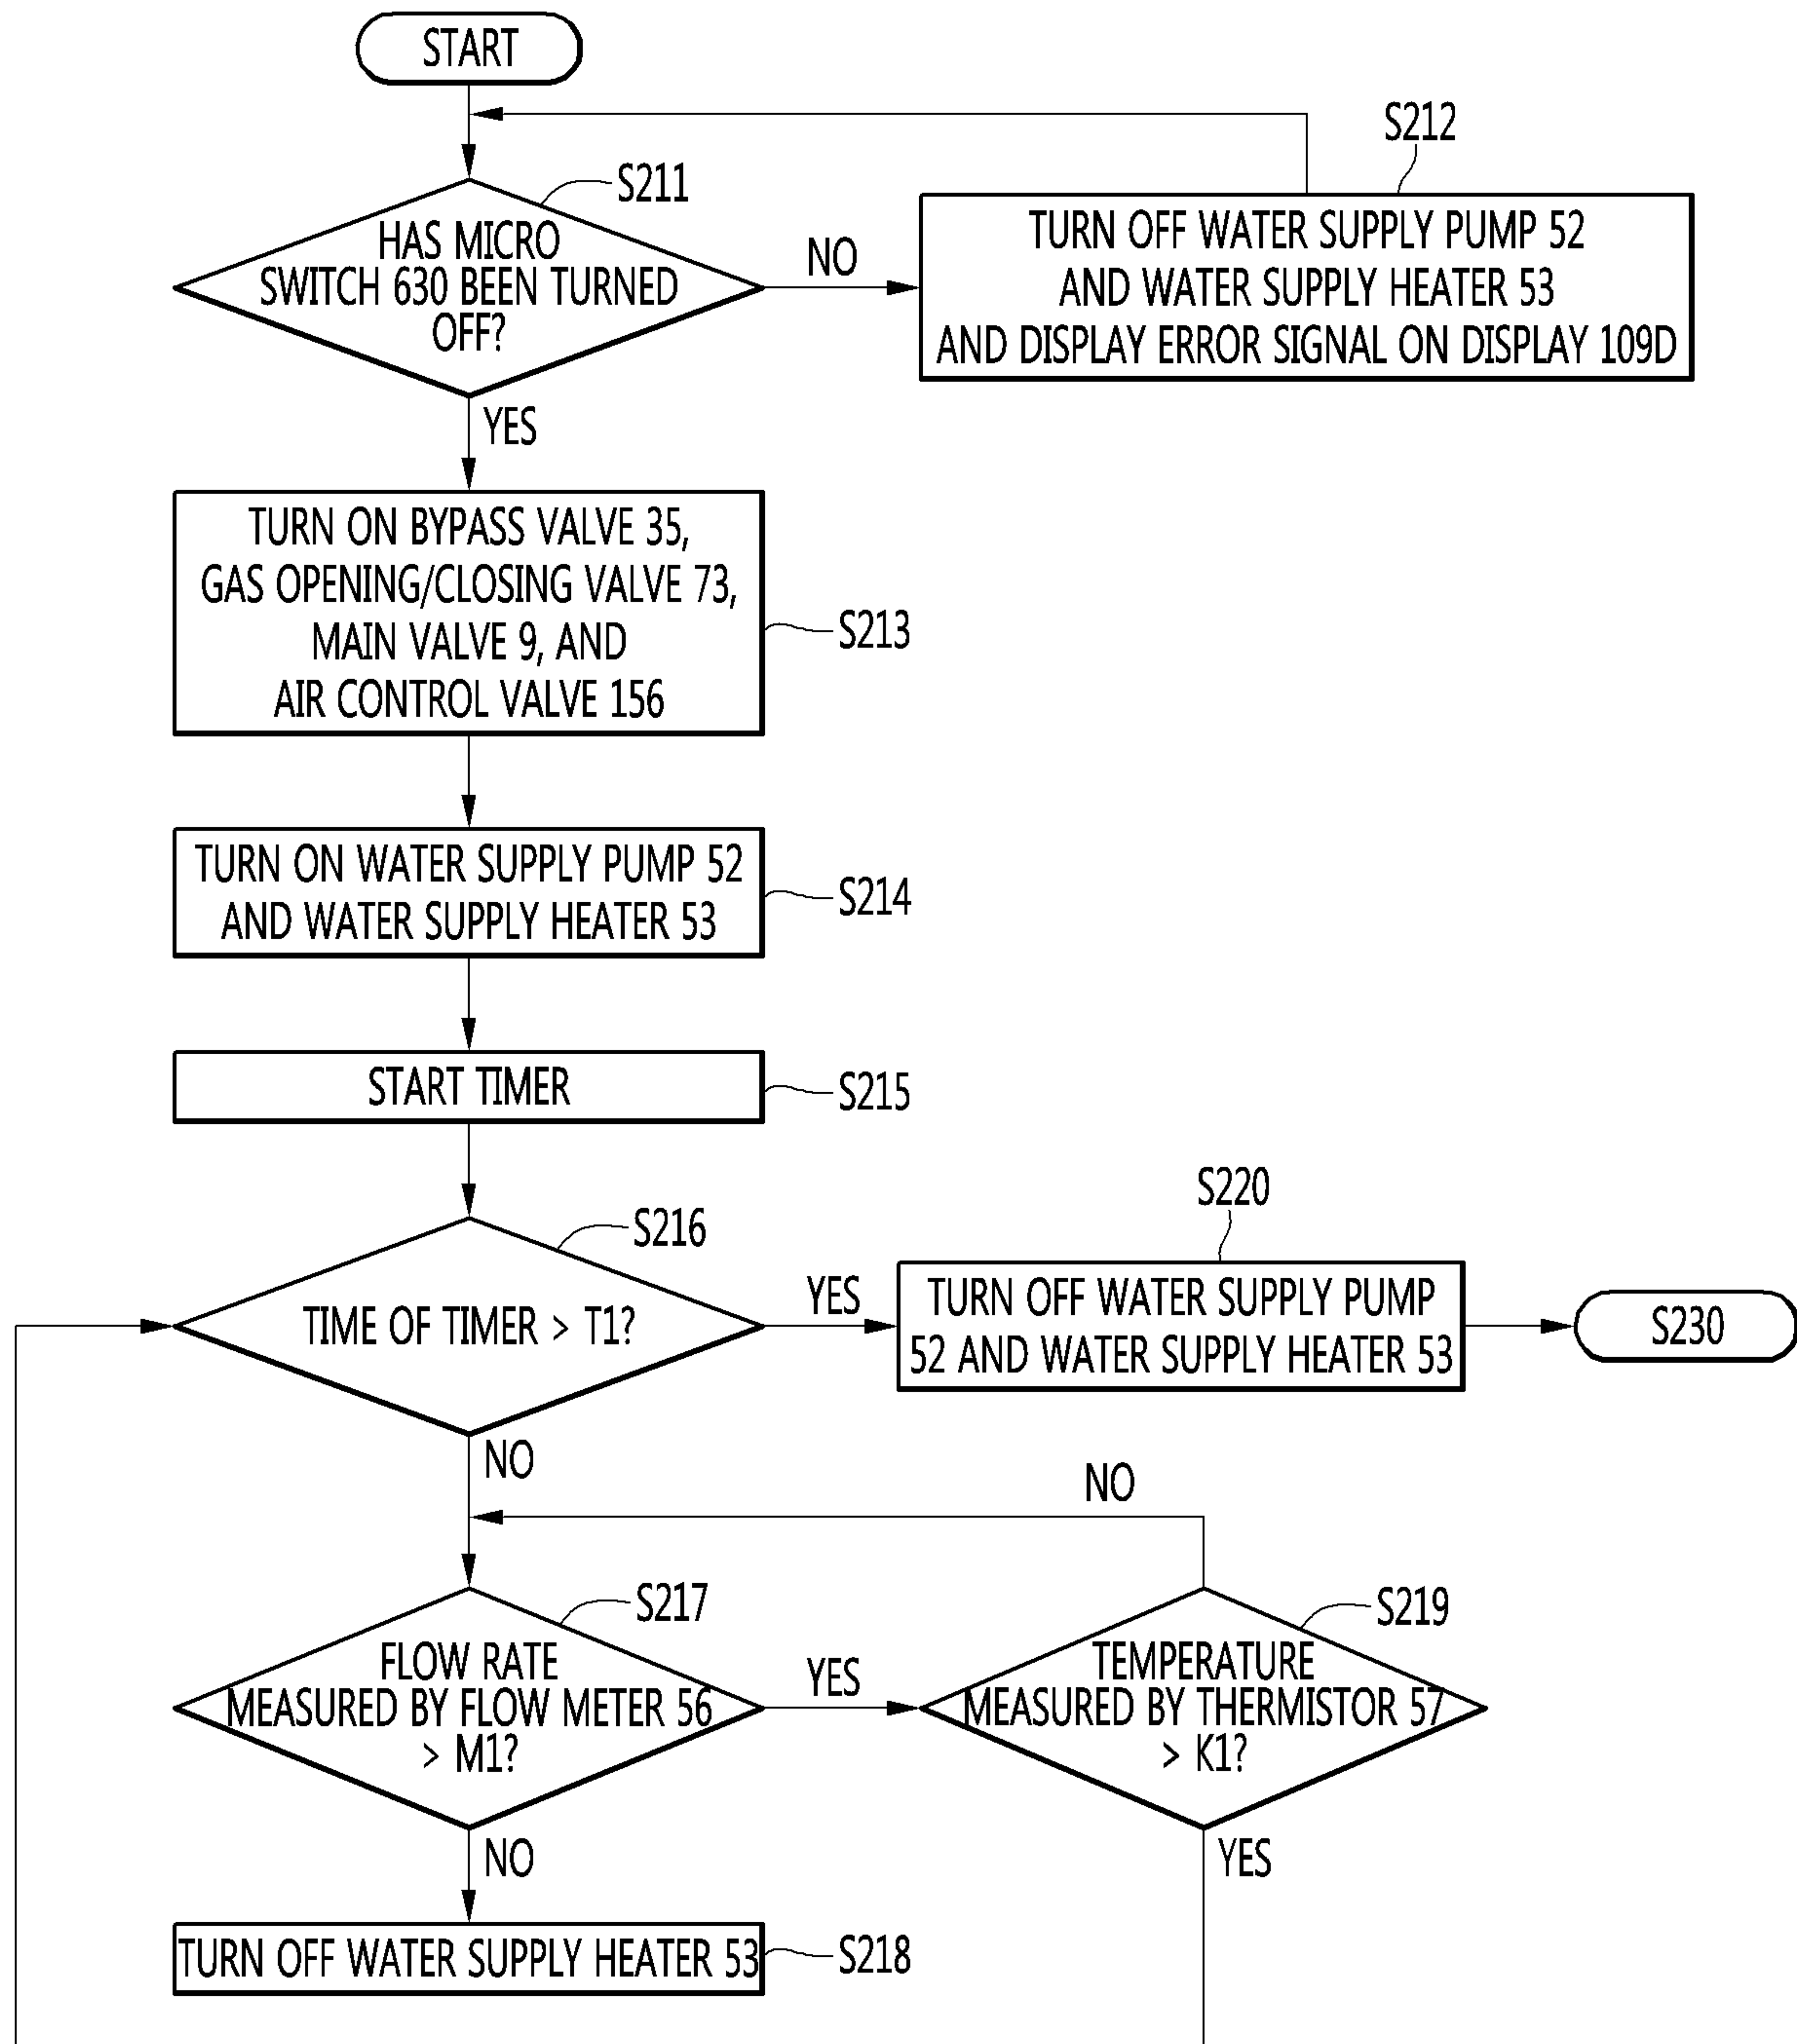 START
S212
S211
HAS MICRO
SWITCH 630 BEEN TURNED
OFF?
NO
TURN OFF WATER SUPPLY PUMP 52
AND WATER SUPPLY HEATER 53
AND DISPLAY ERROR SIGNAL ON DISPLAY 109D
YES
TURN ON BYPASS VALVE 35,
GAS OPENING/CLOSING VALVE 73,
MAIN VALVE 9, AND
AIR CONTROL VALVE 156
S213
TURN ON WATER SUPPLY PUMP 52
AND WATER SUPPLY HEATER 53
S214
START TIMER
S215
S216
TIME OF TIMER > T1?
YES
S220
TURN OFF WATER SUPPLY PUMP
52 AND WATER SUPPLY HEATER 53
S230
NO
NO
S217
FLOW RATE
MEASURED BY FLOW METER 56
> M1?
YES
S219
TEMPERATURE
MEASURED BY THERMISTOR 57
> K1?
NO
YES
TURN OFF WATER SUPPLY HEATER 53
S218